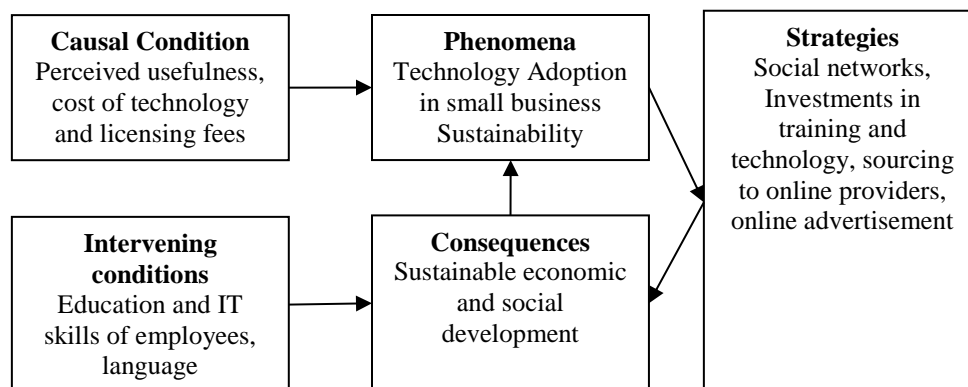 Causal Condition
Perceived usefulness,
cost of technology
and licensing fees
Phenomena
Technology Adoption
in small business
Sustainability
Strategies
Social networks,
Investments in
training and
technology, sourcing
to online providers,
online advertisement
Intervening
conditions
Education and IT
skills of employees,
language
Consequences
Sustainable economic
and social
development